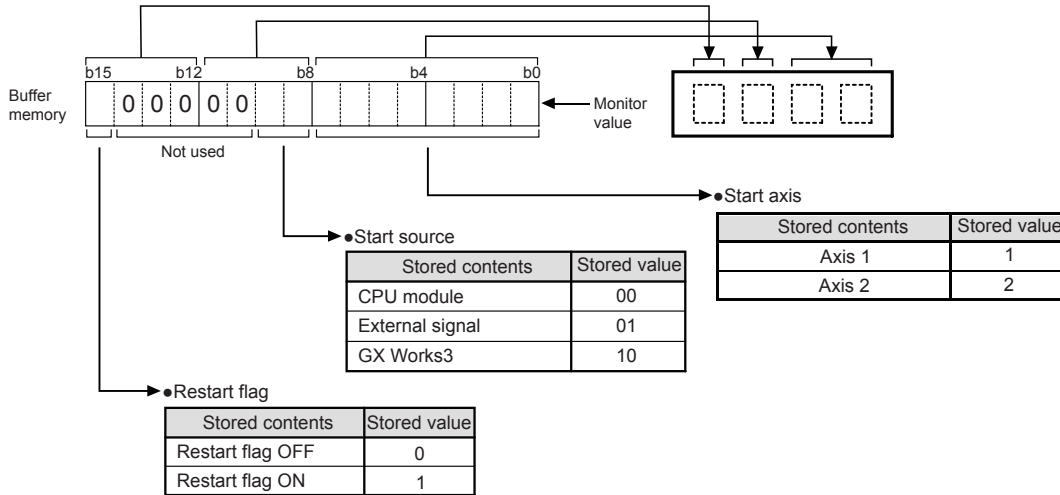 b15 b12 b8 b4 b0
Buffer memory
0 0 0 0 0
Monitor value
Not used
●Start axis
Stored contents Stored value
Axis 1 1
Axis 2 2
●Start source
Stored contents Stored value
CPU module 00
External signal 01
GX Works3 10
●Restart flag
Stored contents Stored value
Restart flag OFF 0
Restart flag ON 1